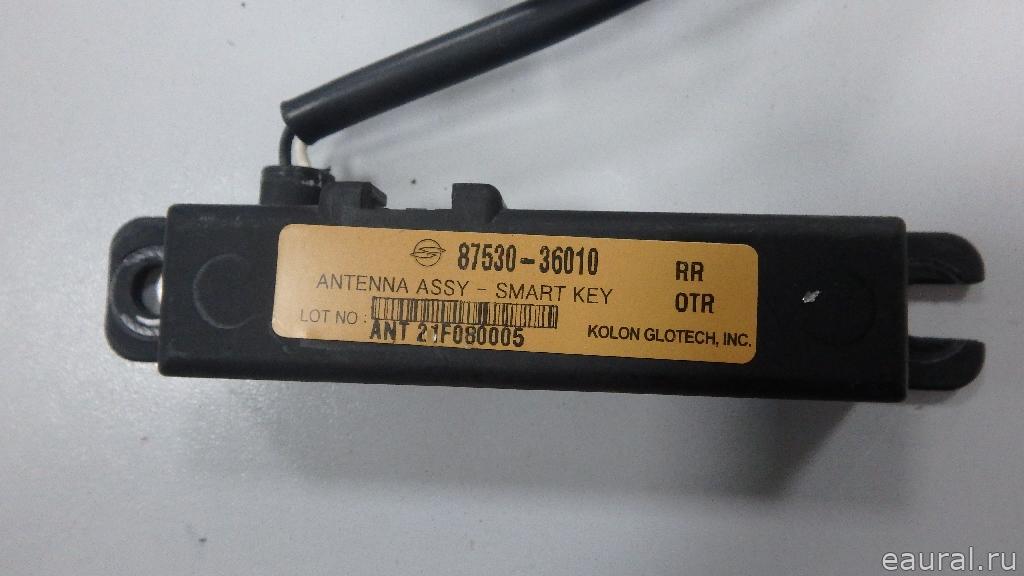 87530-36010
RR
ANTENNA ASSY - SMART KEY
OTR
LOT NO :
ANT 21F080005
KOLON GLOTECH, INC.
eaural.ru